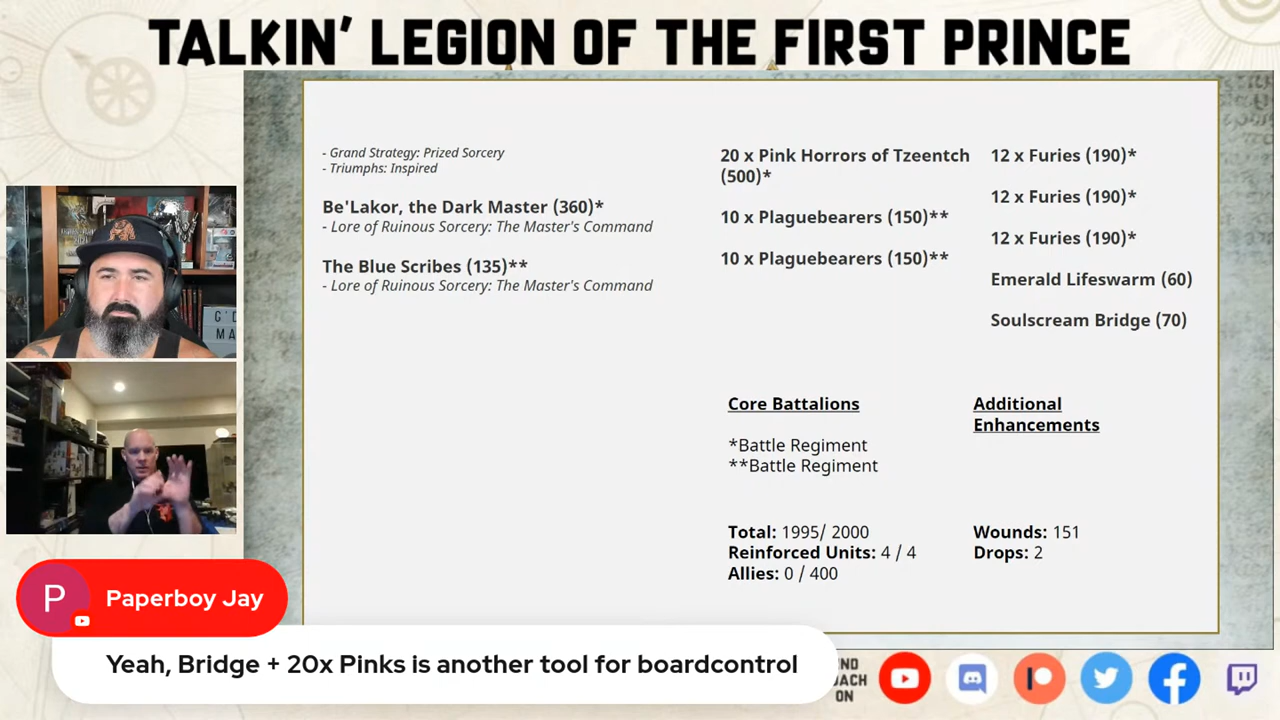 TALKIN' LEGION OF THE FIRST PRINCE
- Grand Strategy: Prized Sorcery
- Triumphs: Inspired
Be'Lakor, the Dark Master (360)*
- Lore of Ruinous Sorcery: The Master's Command
The Blue Scribes (135)**
- Lore of Ruinous Sorcery: The Master's Command
20 x Pink Horrors of Tzeentch
(500)*
10 x Plaguebearers (150)**
10 x Plaguebearers (150)**
12 x Furies (190)*
12 x Furies (190)*
12 x Furies (190)*
Emerald Lifeswarm (60)
Soulscream Bridge (70)
Core Battalions
*Battle Regiment
**Battle Regiment
Additional
Enhancements
Total: 1995/ 2000
Reinforced Units: 4 / 4
Allies: 0 / 400
Wounds: 151
Drops: 2
P
Paperboy Jay
Yeah, Bridge + 20x Pinks is another tool for boardcontrol
ON